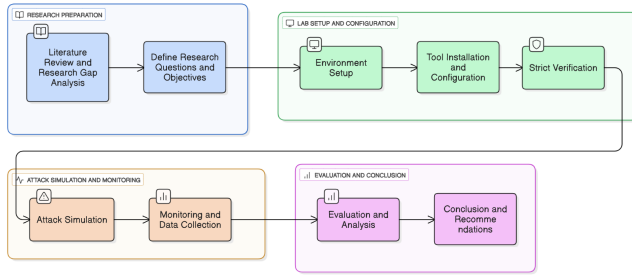 RESEARCH PREPARATION
Literature
Review and
Research Gap
Analysis
Define Research
Questions and
Objectives
LAB SETUP AND CONFIGURATION
Environment
Setup
Tool Installation
and
Configuration
Strict Verification
ATTACK SIMULATION AND MONITORING
Attack Simulation
Monitoring and
Data Collection
EVALUATION AND CONCLUSION
Evaluation and
Analysis
Conclusion and
Recomme
ndations